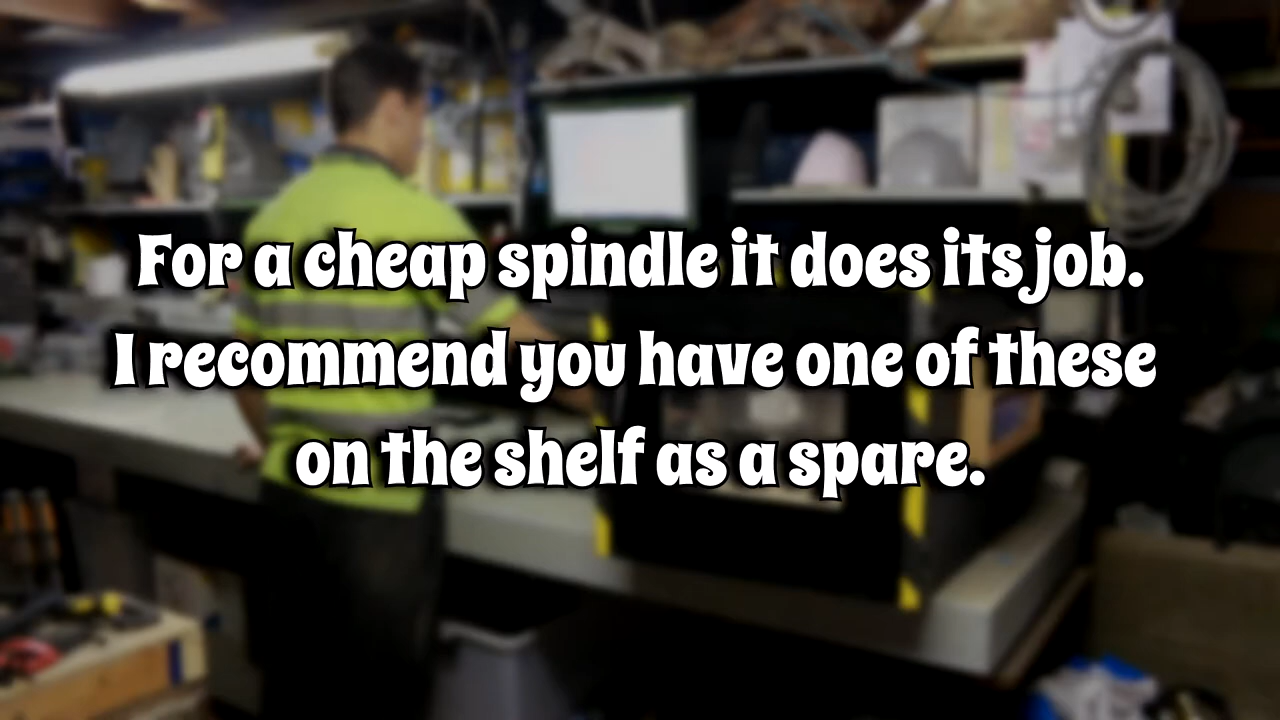 For a cheap spindle it does its job.
I recommend you have one of these
on the shelf as a spare.